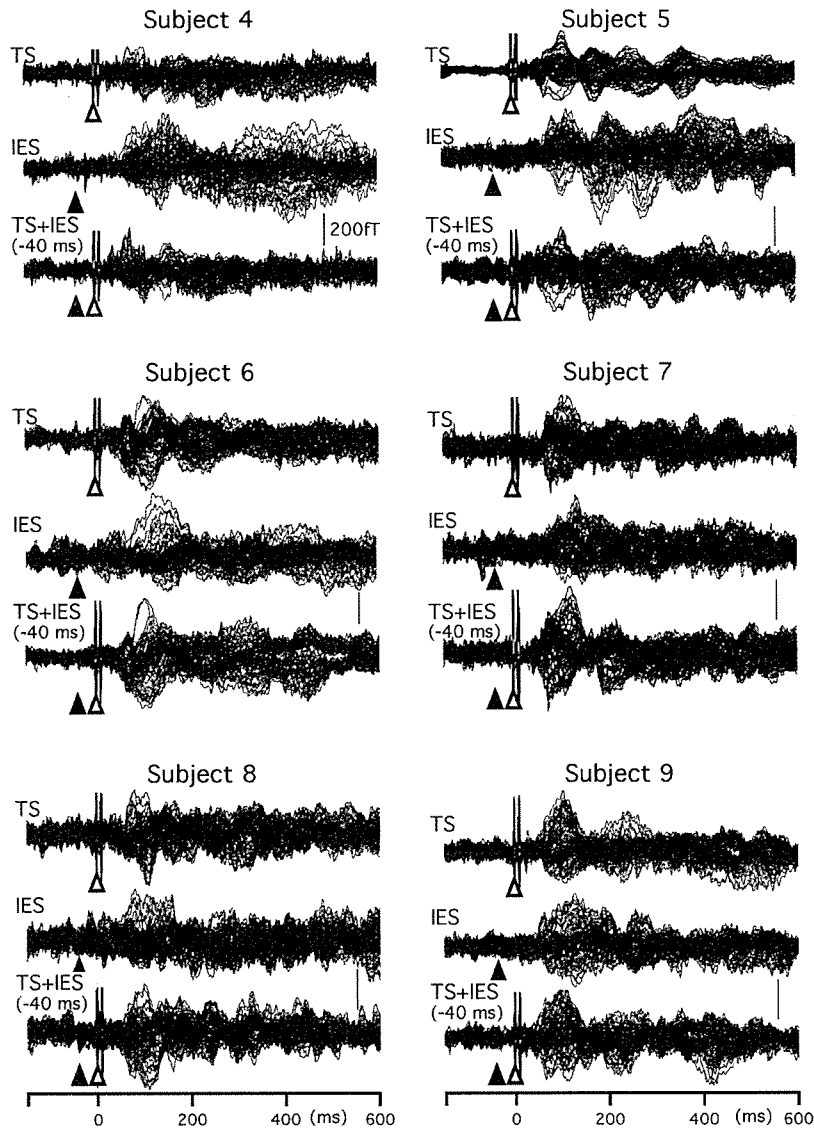 Subject 4
TS
IES
TS+IES
(-40 ms)
200fT
Subject 5
TS
IES
TS+IES
(-40 ms)
Subject 6
TS
IES
TS+IES
(-40 ms)
Subject 7
TS
IES
TS+IES
(-40 ms)
Subject 8
TS
IES
TS+IES
(-40 ms)
Subject 9
TS
IES
TS+IES
(-40 ms)
0 200 400 (ms) 600
0 200 400 (ms) 600